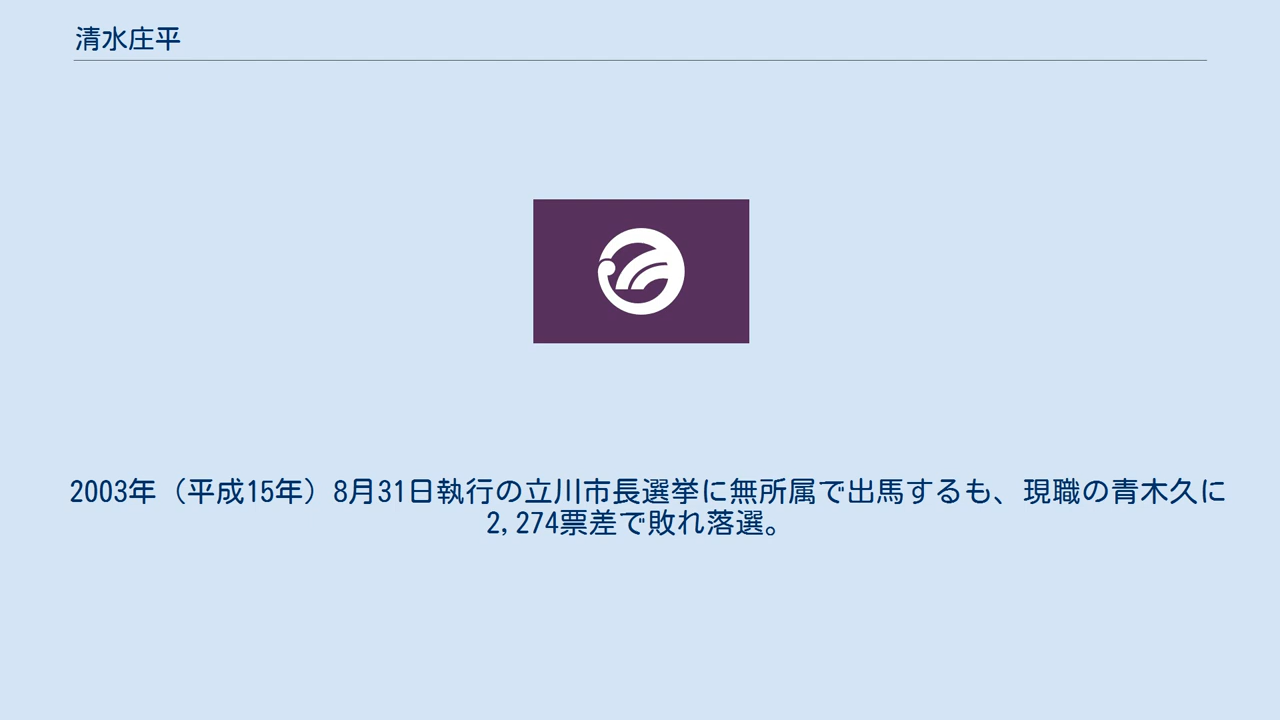 清水庄平
2003年（平成15年）8月31日執行の立川市長選挙に無所属で出馬するも、現職の青木久に
2,274票差で敗れ落選。